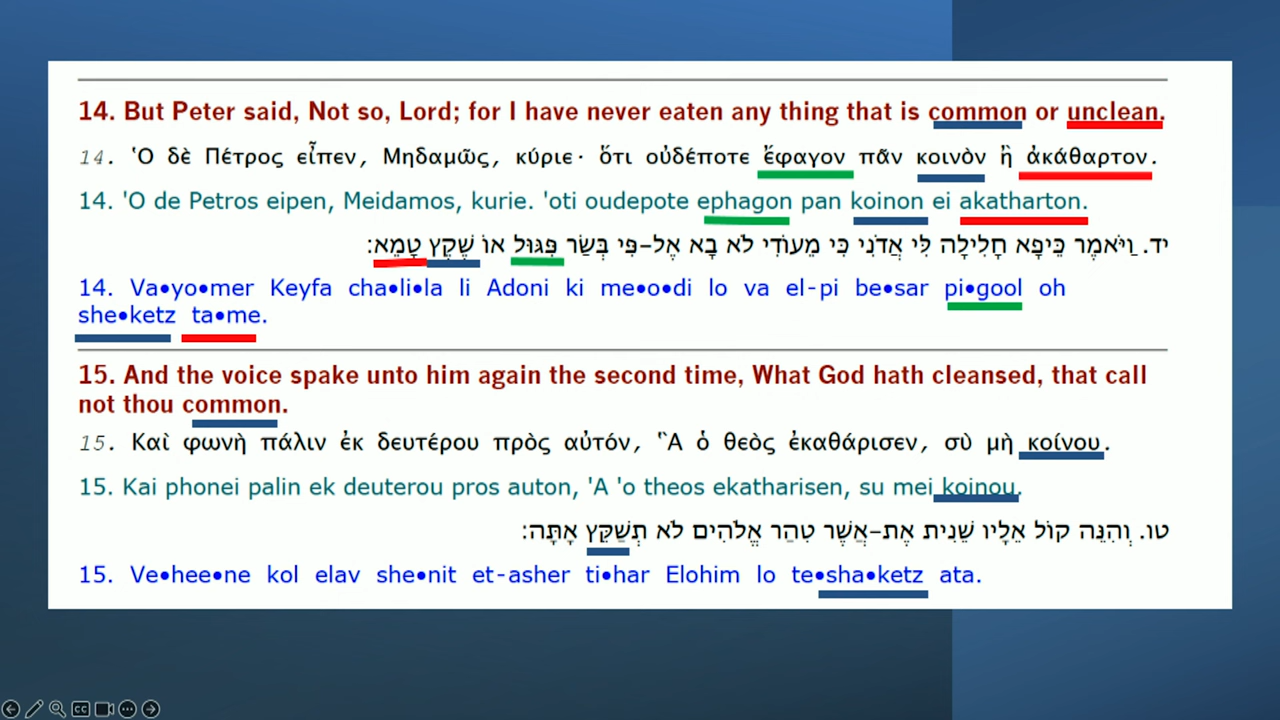 14. But Peter said, Not so, Lord; for I have never eaten any thing that is common or unclean.
14. Ὁ δὲ Πέτρος εἶπεν, Μηδαμῶς, κύριε· ὅτι οὐδέποτε ἔφαγον πᾶν κοινὸν ἢ ἀκάθαρτον.
14. 'O de Petros eipen, Meidamos, kurie. 'oti oudepote ephagon pan koinon ei akatharton.
יד. וַיֹּאמֶר כֵּיפָא חָלִילָה לִּי אֲדֹנִי כִּי מֵעוֹדִי לֹא בָא אֶל–פִּי בְּשַׂר פִּגּוּל אוֹ שֶׁקֶץ טָמֵא:
14. Va•yo•mer Keyfa cha•li•la li Adoni ki me•o•di lo va el-pi be•sar pi•gool oh
she•ketz ta•me.
15. And the voice spake unto him again the second time, What God hath cleansed, that call
not thou common.
15. Καὶ φωνὴ πάλιν ἐκ δευτέρου πρὸς αὐτόν, Ἃ ὁ θεὸς ἐκαθάρισεν, σὺ μὴ κοίνου.
15. Kai phonei palin ek deuterou pros auton, 'A 'o theos ekatharisen, su mei koinou.
טו. וְהִנֵּה קוֹל אֵלָיו שֵׁנִית אֶת–אֲשֶׁר טִהַר אֱלֹהִים לֹא תְשַׁקֵּץ אָתָּה:
15. Ve•hee•ne kol elav she•nit et-asher ti•har Elohim lo te•sha•ketz ata.
CC